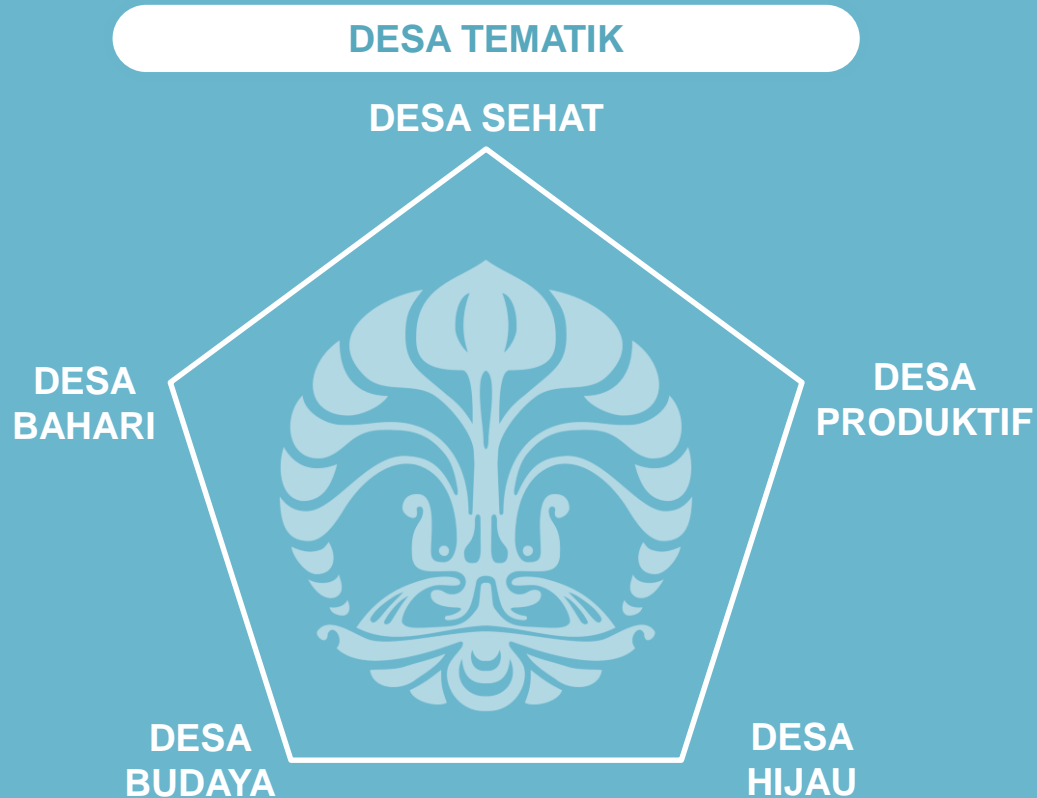 DESA TEMATIK
DESA SEHAT
DESA
BAHARI
DESA
PRODUKTIF
DESA
BUDAYA
DESA
HIJAU